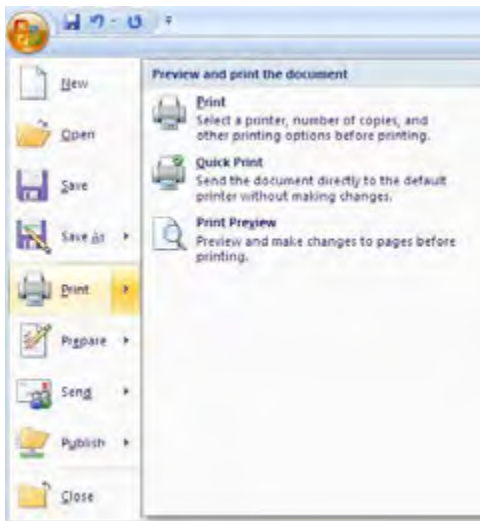 New
Open
Save
Save As
Print
Prepare
Send
Publish
Close
Preview and print the document
Print
Select a printer, number of copies, and
other printing options before printing.
Quick Print
Send the document directly to the default
printer without making changes.
Print Preview
Preview and make changes to pages before
printing.